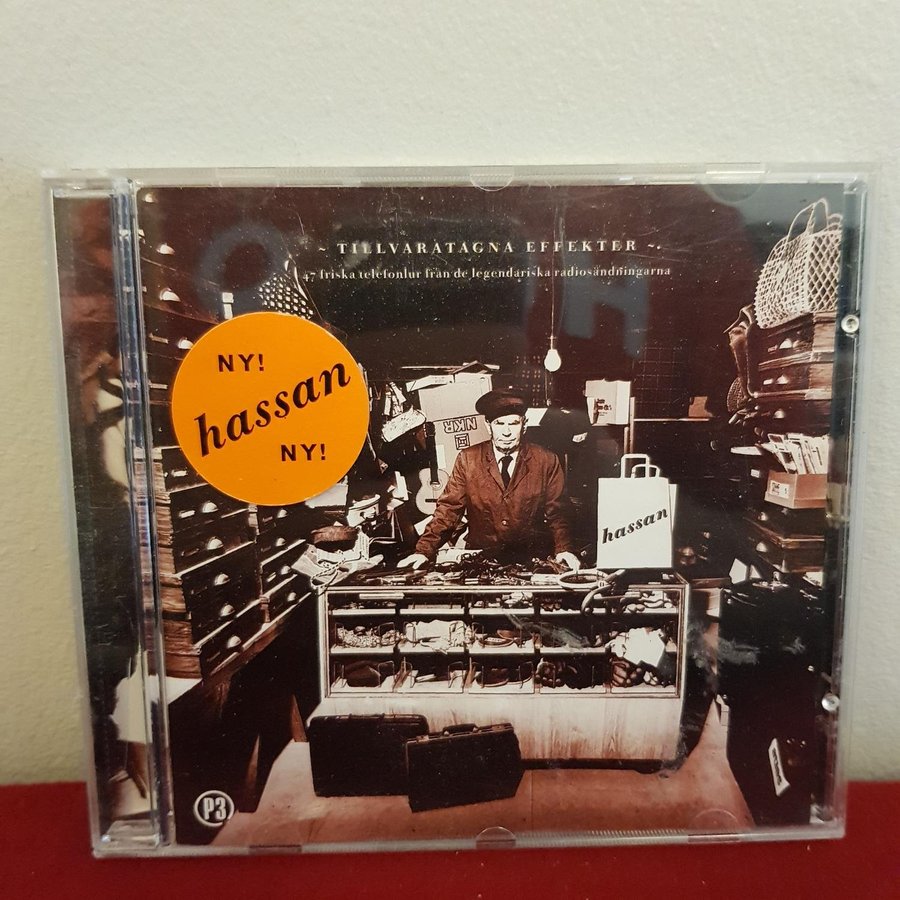 ~ TILLVARATAGNA EFFEKTER ~
47 friska telefonlur från de legendariska radiosändningarna
NY!
hassan
NY!
NKR
hassan
P3